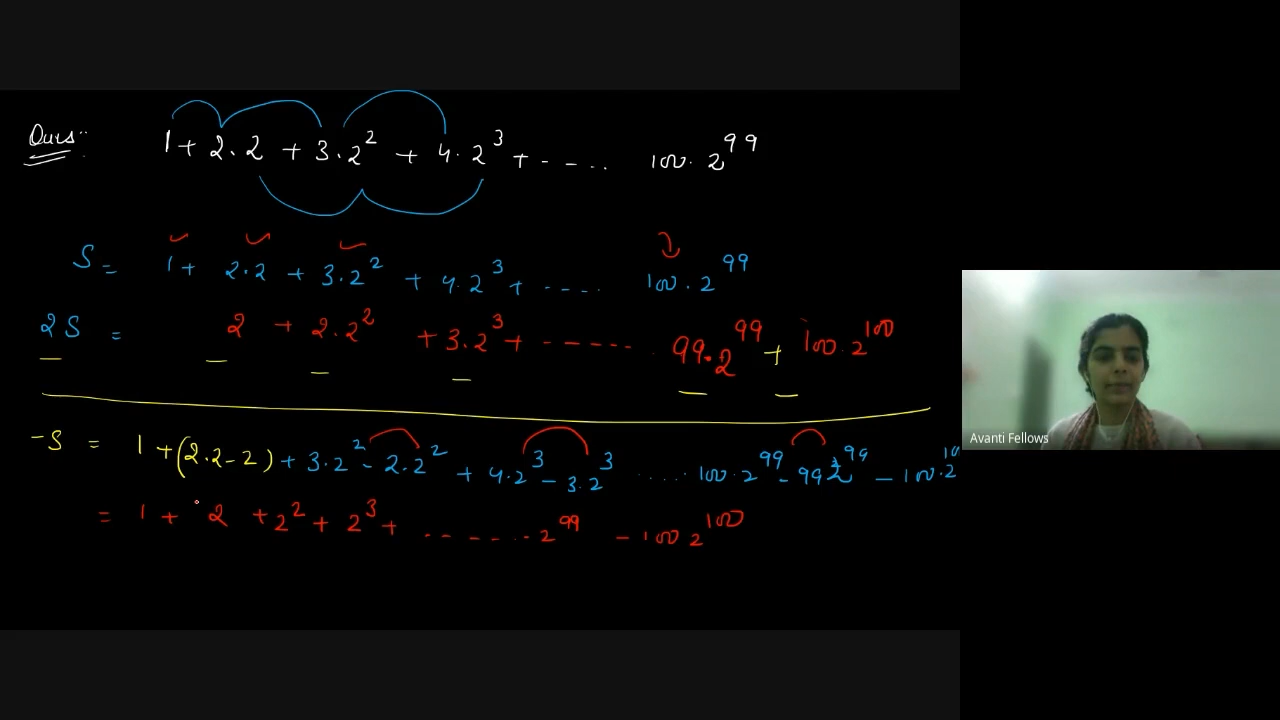 Ques:
1 + 2.2 + 3.2² + 4.2³ + - - .. 100. 2⁹⁹
S = 1 + 2.2 + 3.2² + 4.2³ + - - - . 100. 2⁹⁹
2S = 2 + 2.2² + 3.2³ + - - - - - . 99.2⁹⁹ + 100.2¹⁰⁰
-S = 1 + (2.2-2) + 3.2² - 2.2² + 4.2³ - 3.2³ ..... 100.2⁹⁹ - 99 2⁹⁹ - 100.2
= 1 + 2 + 2² + 2³ + - - - - - . 2⁹⁹ - 100 2¹⁰⁰
Avanti Fellows